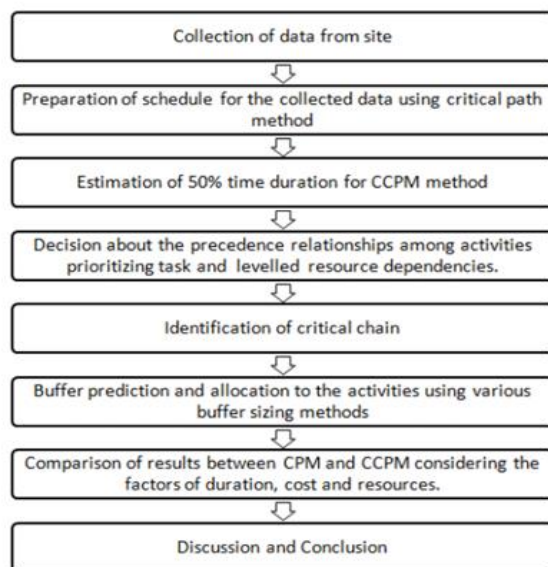 Collection of data from site
Preparation of schedule for the collected data using critical path
method
Estimation of 50% time duration for CCPM method
Decision about the precedence relationships among activities
prioritizing task and levelled resource dependencies.
Identification of critical chain
Buffer prediction and allocation to the activities using various
buffer sizing methods
Comparison of results between CPM and CCPM considering the
factors of duration, cost and resources.
Discussion and Conclusion